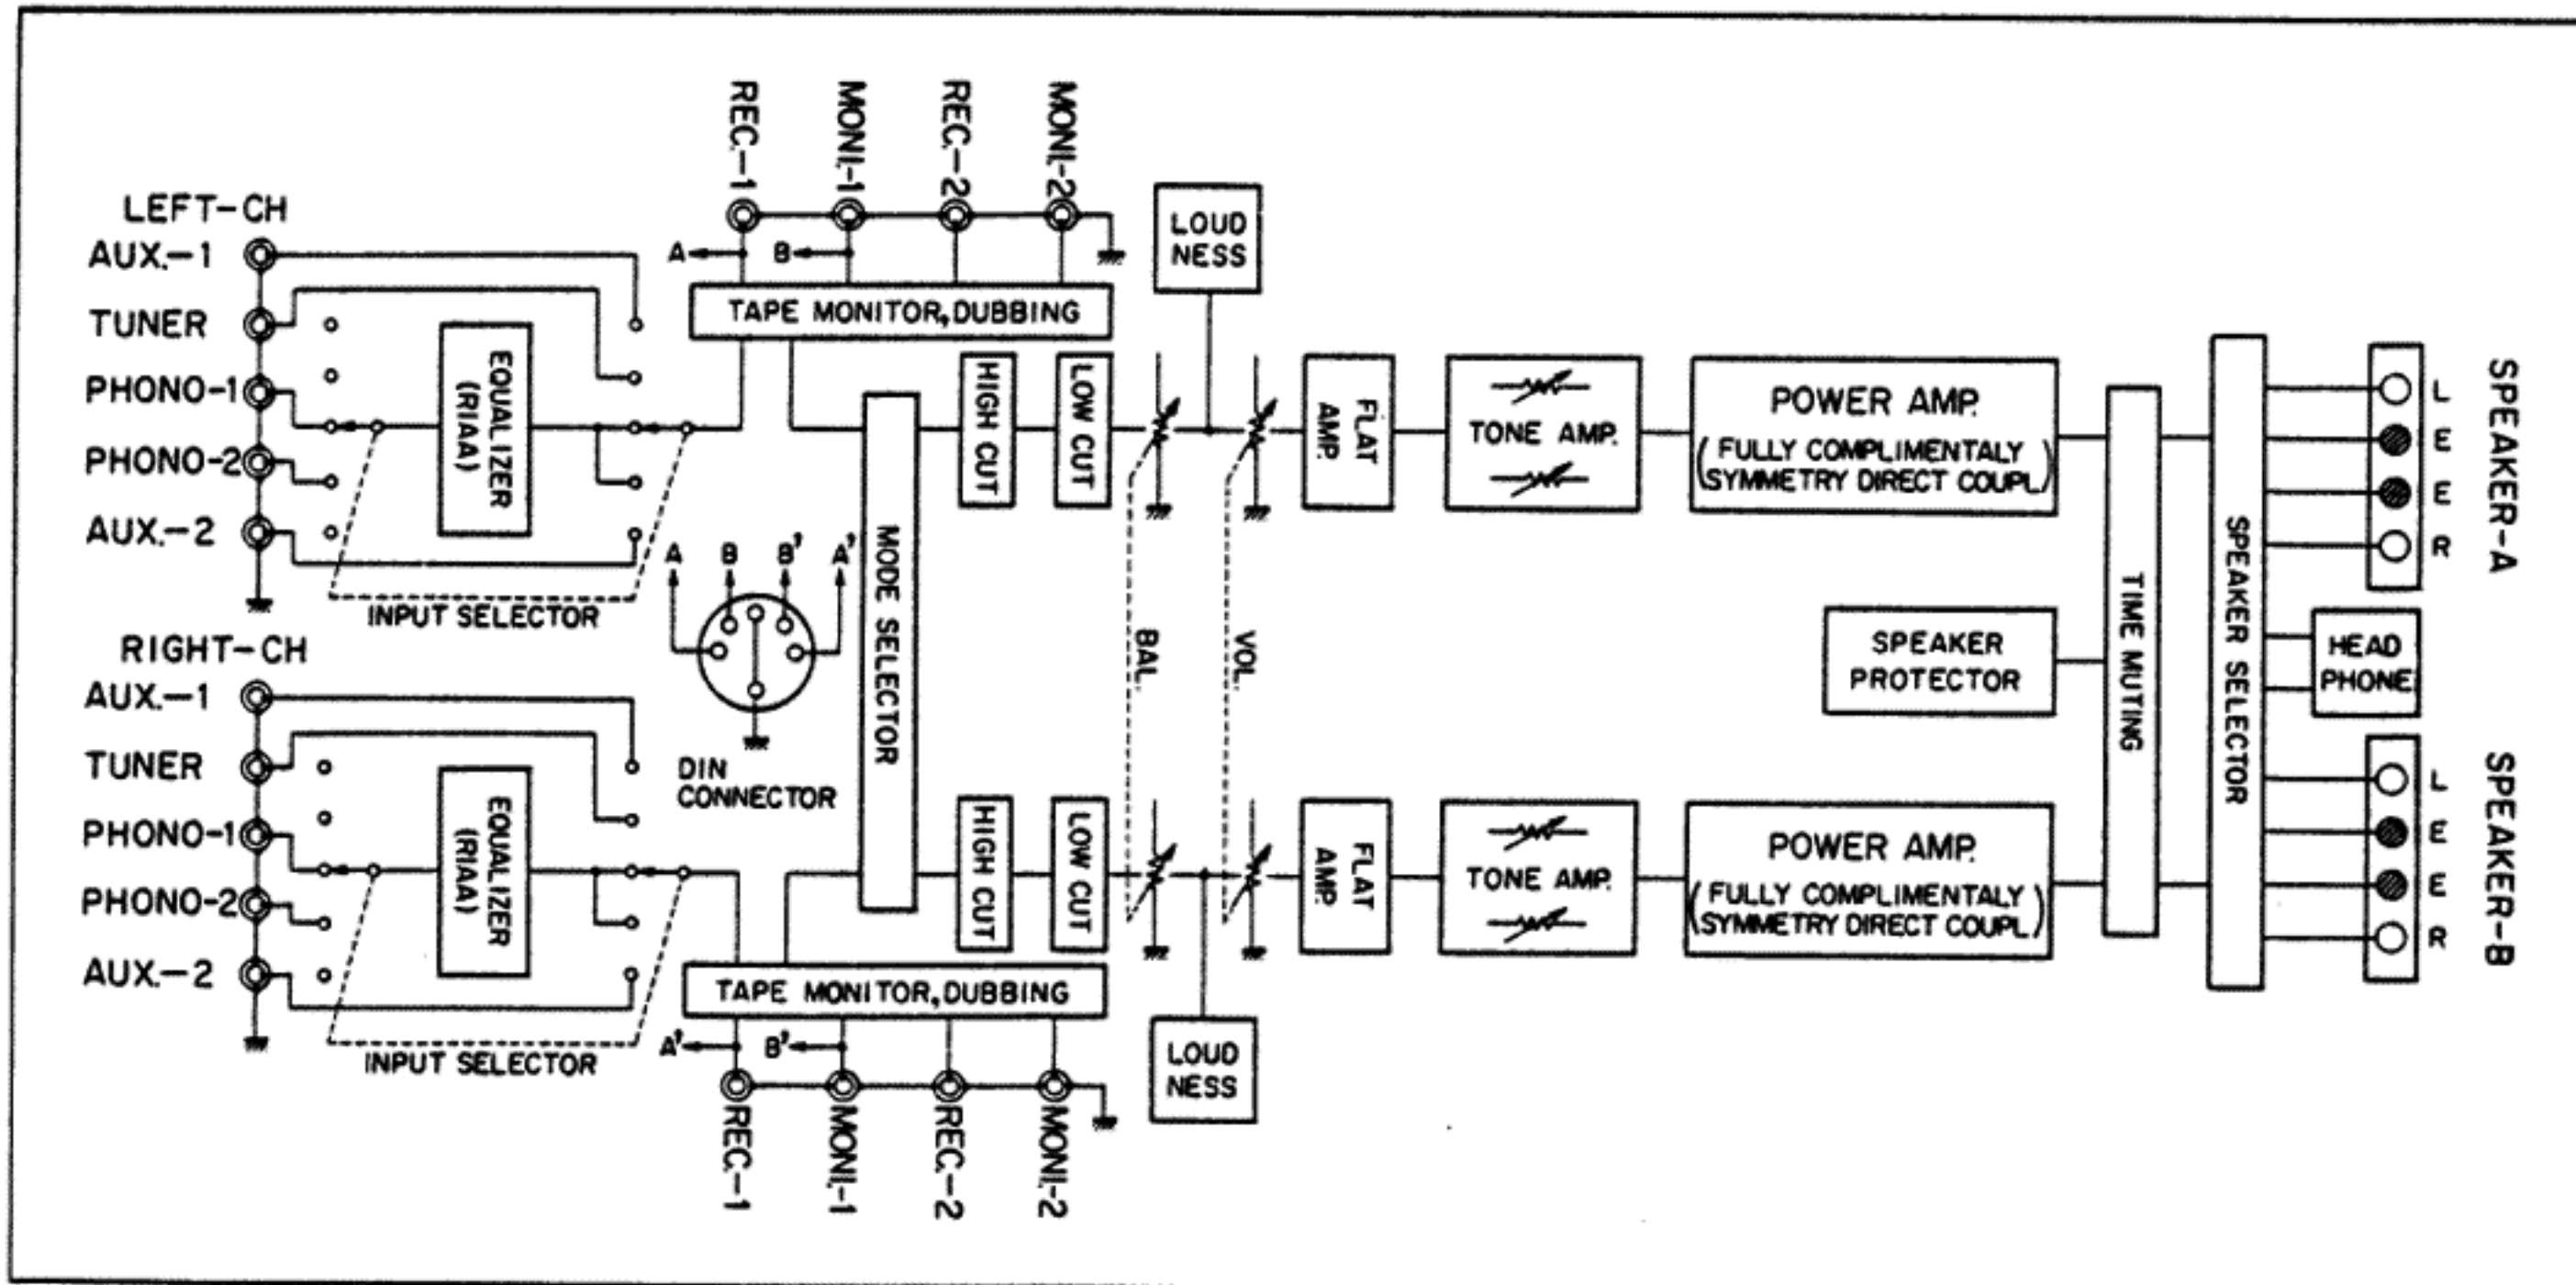 REC.-1
MONI.-1
REC.-2
MONI.-2
LEFT-CH
AUX.-1
TUNER
PHONO-1
PHONO-2
AUX.-2
EQUALIZER
(RIAA)
INPUT SELECTOR
A
B
TAPE MONITOR, DUBBING
LOUD
NESS
HIGH CUT
LOW CUT
FLAT
AMP.
TONE AMP.
POWER AMP.
(FULLY COMPLIMENTALY
SYMMETRY DIRECT COUPL.)
MODE SELECTOR
A
B
B'
A'
DIN
CONNECTOR
BAL.
VOL.
SPEAKER
PROTECTOR
TIME MUTING
SPEAKER SELECTOR
L
E
E
R
SPEAKER-A
HEAD
PHONE
L
E
E
R
SPEAKER-B
RIGHT-CH
AUX.-1
TUNER
PHONO-1
PHONO-2
AUX.-2
EQUALIZER
(RIAA)
INPUT SELECTOR
HIGH CUT
LOW CUT
FLAT
AMP.
TONE AMP.
POWER AMP.
(FULLY COMPLIMENTALY
SYMMETRY DIRECT COUPL.)
TAPE MONITOR, DUBBING
A'
B'
LOUD
NESS
REC.-1
MONI.-1
REC.-2
MONI.-2